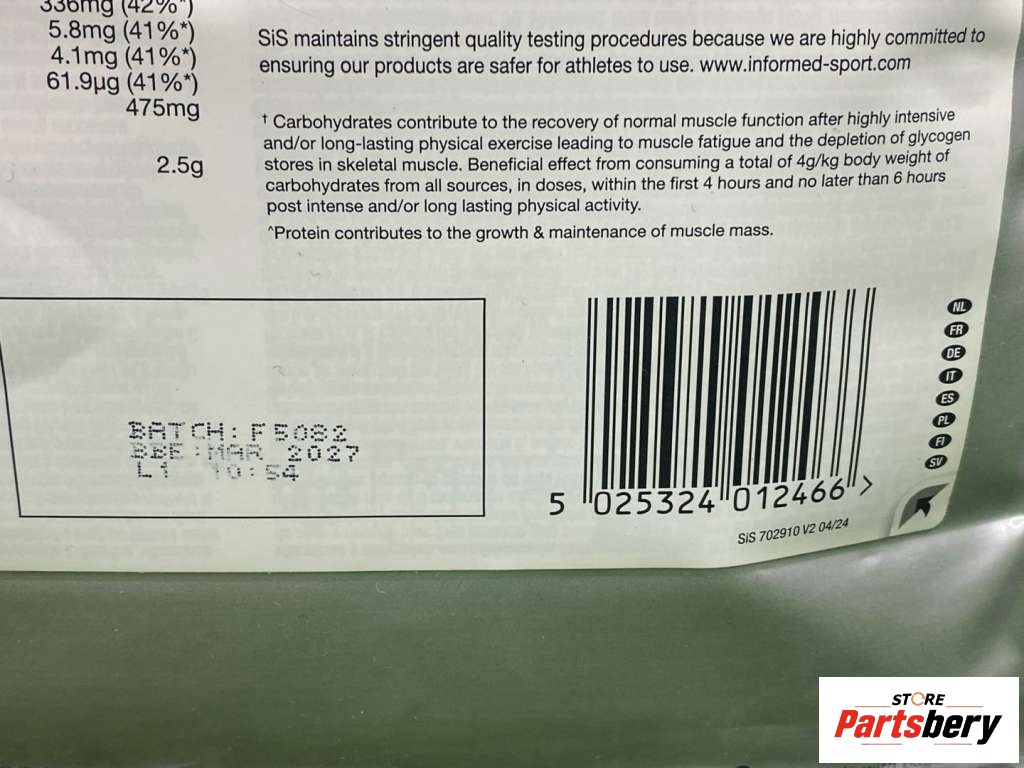 336mg (42%*)
5.8mg (41%*)
4.1mg (41%*)
61.9µg (41%*)
475mg
2.5g
SiS maintains stringent quality testing procedures because we are highly committed to
ensuring our products are safer for athletes to use. www.informed-sport.com
† Carbohydrates contribute to the recovery of normal muscle function after highly intensive
and/or long-lasting physical exercise leading to muscle fatigue and the depletion of glycogen
stores in skeletal muscle. Beneficial effect from consuming a total of 4g/kg body weight of
carbohydrates from all sources, in doses, within the first 4 hours and no later than 6 hours
post intense and/or long lasting physical activity.
^Protein contributes to the growth & maintenance of muscle mass.
BATCH: F5082
BBE:MAR 2027
L1 10:54
5 025324 012466 >
SiS 702910 V2 04/24
NL
FR
DE
IT
ES
PL
FI
SV
STORE
Partsbery